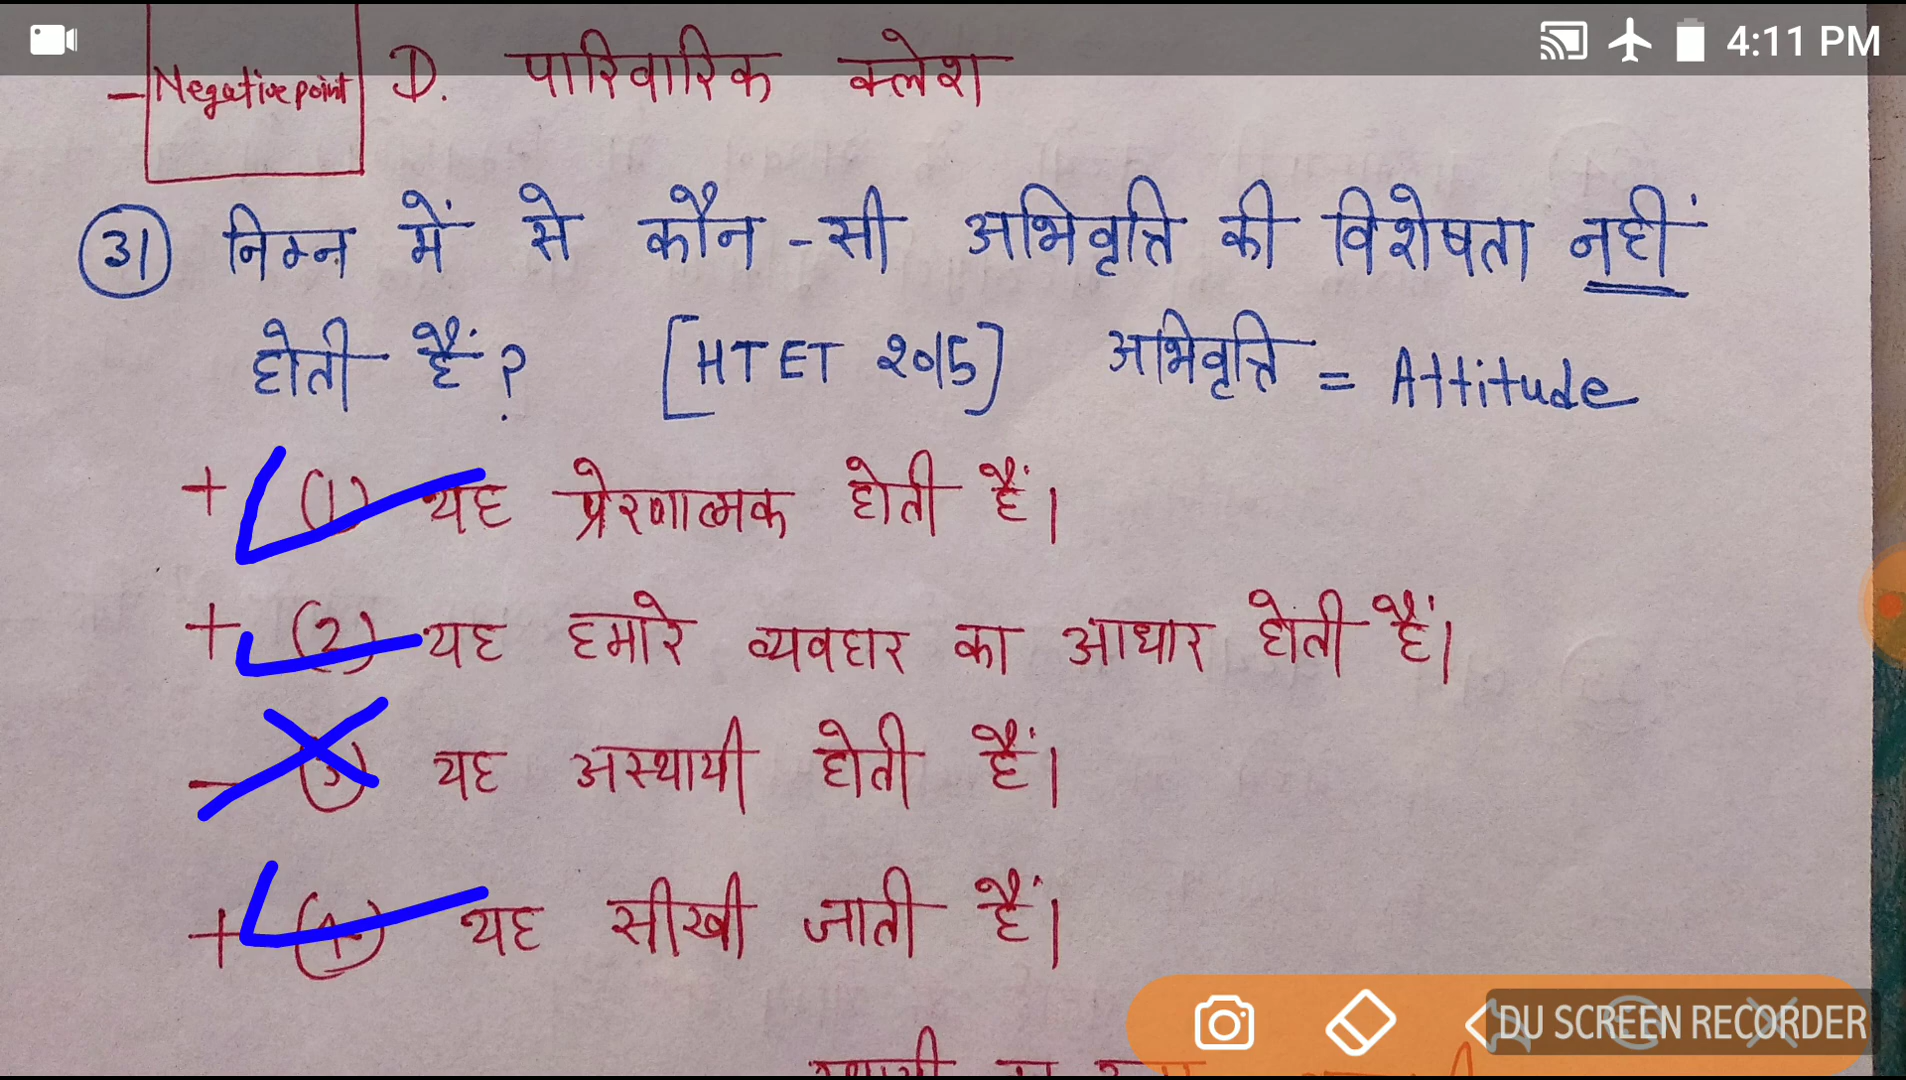 4:11 PM
Negative point D. पारिवारिक क्लेश
31 निम्न में से कौन-सी अभिवृत्ति की विशेषता नहीं
होती हैं? [HTET 2015] अभिवृत्ति = Attitude
+ (1) यह प्रेरणात्मक होती हैं।
+ (2) यह हमारे व्यवहार का आधार होती हैं।
- (3) यह अस्थायी होती हैं।
+ (4) यह सीखी जाती हैं।
DU SCREEN RECORDER